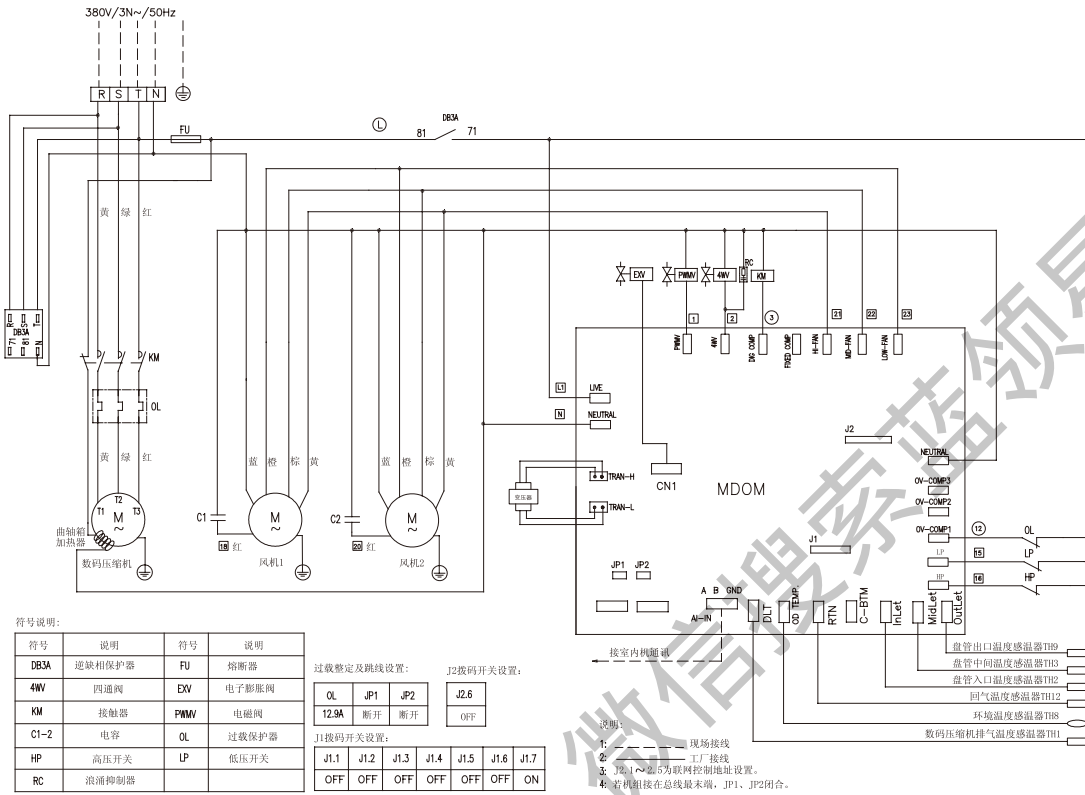 380V/3N~/50Hz
R S T N
FU
L
81 DB3A 71
黄 绿 红
R S T
DB3A
71 81 N
KM
OL
黄 绿 红
T1 T2 T3
M
~
曲轴箱
加热器
数码压缩机
蓝 橙 棕 黄
C1
18 红
M
~
风机1
蓝 橙 棕 黄
C2
20 红
M
~
风机2
EXV PWMV 4WV RC KM
1 2 3 21 22 23
PWMV 4WV DIG COMP FIXED COMP HI-FAN MID-FAN LOW-FAN
L1 LIVE
N NEUTRAL
变压器
TRAN-H
TRAN-L
CN1
MDOM
J2
J1
JP1 JP2
NEUTRAL
OV-COMP3
OV-COMP2
OV-COMP1
LP
HP
12 OL
15 LP
16 HP
A B GND
AI-IN
DLT OD TEMP. RTN C-BTM InLet MidLet OutLet
接室内机通讯
盘管出口温度感温器TH9
盘管中间温度感温器TH3
盘管入口温度感温器TH2
回气温度感温器TH12
环境温度感温器TH8
数码压缩机排气温度感温器TH1
符号说明:
符号 说明 符号 说明
DB3A 逆缺相保护器 FU 熔断器
4WV 四通阀 EXV 电子膨胀阀
KM 接触器 PWMV 电磁阀
C1-2 电容 OL 过载保护器
HP 高压开关 LP 低压开关
RC 浪涌抑制器
过载整定及跳线设置:
OL JP1 JP2
12.9A 断开 断开
J2拨码开关设置:
J2.6
OFF
J1拨码开关设置:
J1.1 J1.2 J1.3 J1.4 J1.5 J1.6 J1.7
OFF OFF OFF OFF OFF OFF ON
说明:
1: 现场接线
2: 工厂接线
3: J2.1~2.5为联网控制地址设置。
4: 若机组接在总线最末端，JP1、JP2闭合。
微信搜索蓝领易